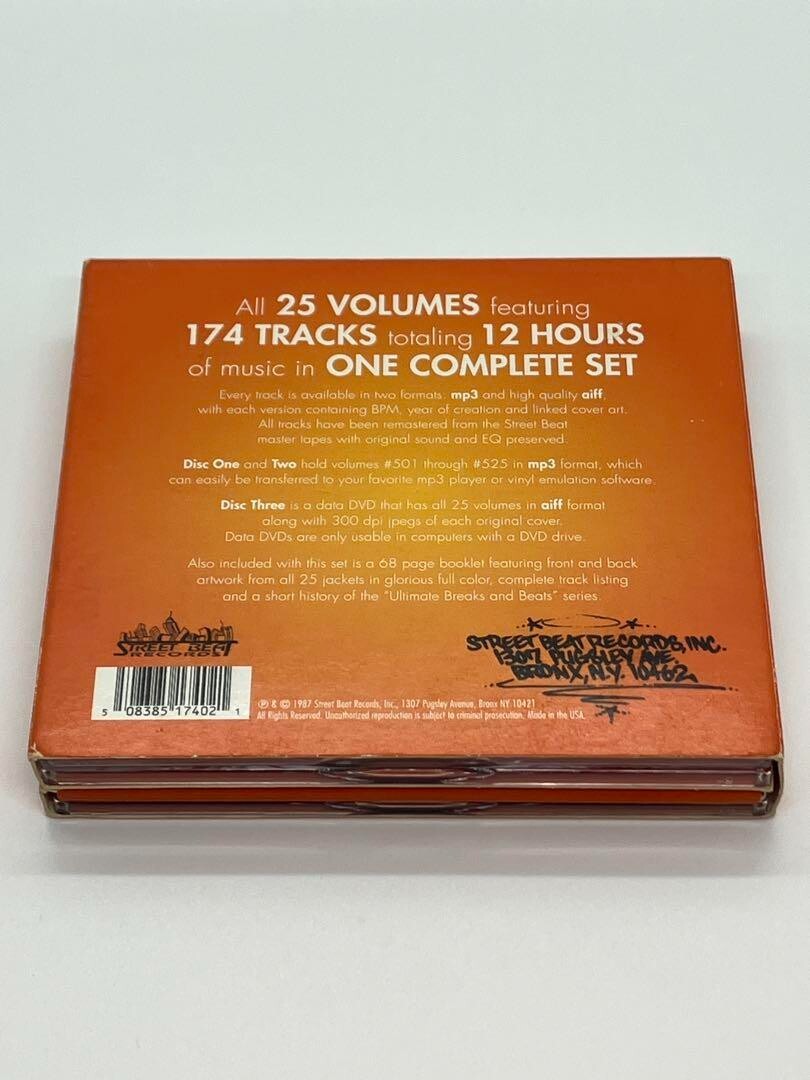 All 25 VOLUMES featuring
174 TRACKS totaling 12 HOURS
of music in ONE COMPLETE SET
Every track is available in two formats: mp3 and high quality aiff,
with each version containing BPM, year of creation and linked cover art.
All tracks have been remastered from the Street Beat
master tapes with original sound and EQ preserved.
Disc One and Two hold volumes #501 through #525 in mp3 format, which
can easily be transferred to your favorite mp3 player or vinyl emulation software.
Disc Three is a data DVD that has all 25 volumes in aiff format
along with 300 dpi jpegs of each original cover.
Data DVDs are only usable in computers with a DVD drive.
Also included with this set is a 68 page booklet featuring front and back
artwork from all 25 jackets in glorious full color, complete track listing
and a short history of the "Ultimate Breaks and Beats" series.
STREET BEAT
RECORDS
STREET BEAT RECORDS, INC.
1307 PUGSLEY AVE.
BRONX, N.Y. 10462
5 08385 17402 1
℗ & © 1987 Street Beat Records, Inc., 1307 Pugsley Avenue, Bronx NY 10421
All Rights Reserved. Unauthorized reproduction is subject to criminal prosecution. Made in the USA.